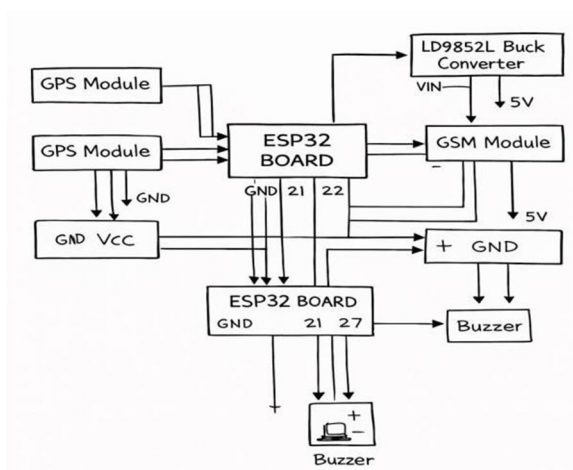 LD9852L Buck
Converter
GPS Module
VIN
5V
ESP32
BOARD
GSM Module
GPS Module
GND
GND 21 22
5V
GND VCC
+ GND
ESP32 BOARD
GND 21 27
Buzzer
+
-
Buzzer